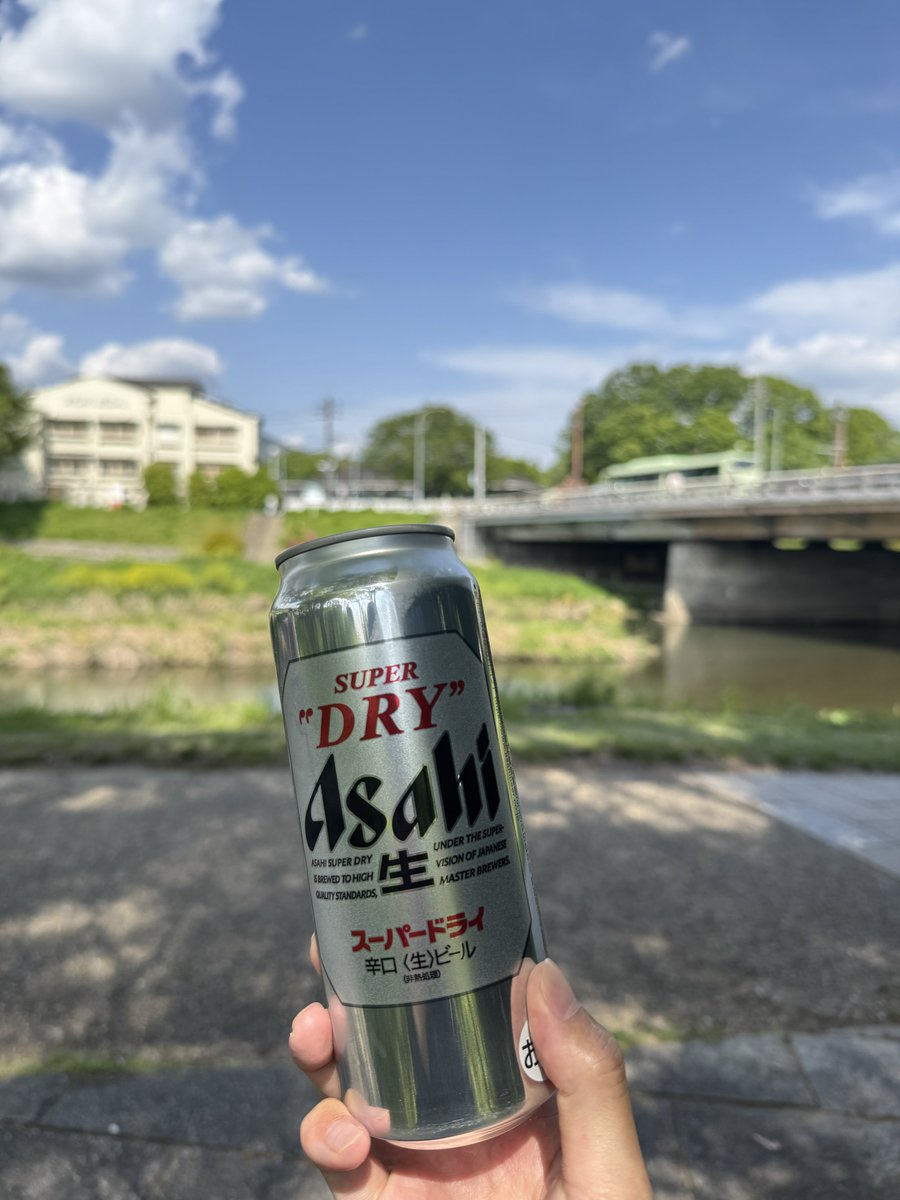 SUPER
“DRY”
Asahi
ASAHI SUPER DRY
IS BREWED TO HIGH
QUALITY STANDARDS,
生
UNDER THE SUPER-
VISION OF JAPANESE
MASTER BREWERS.
スーパードライ
辛口〈生〉ビール
(非熱処理)
お